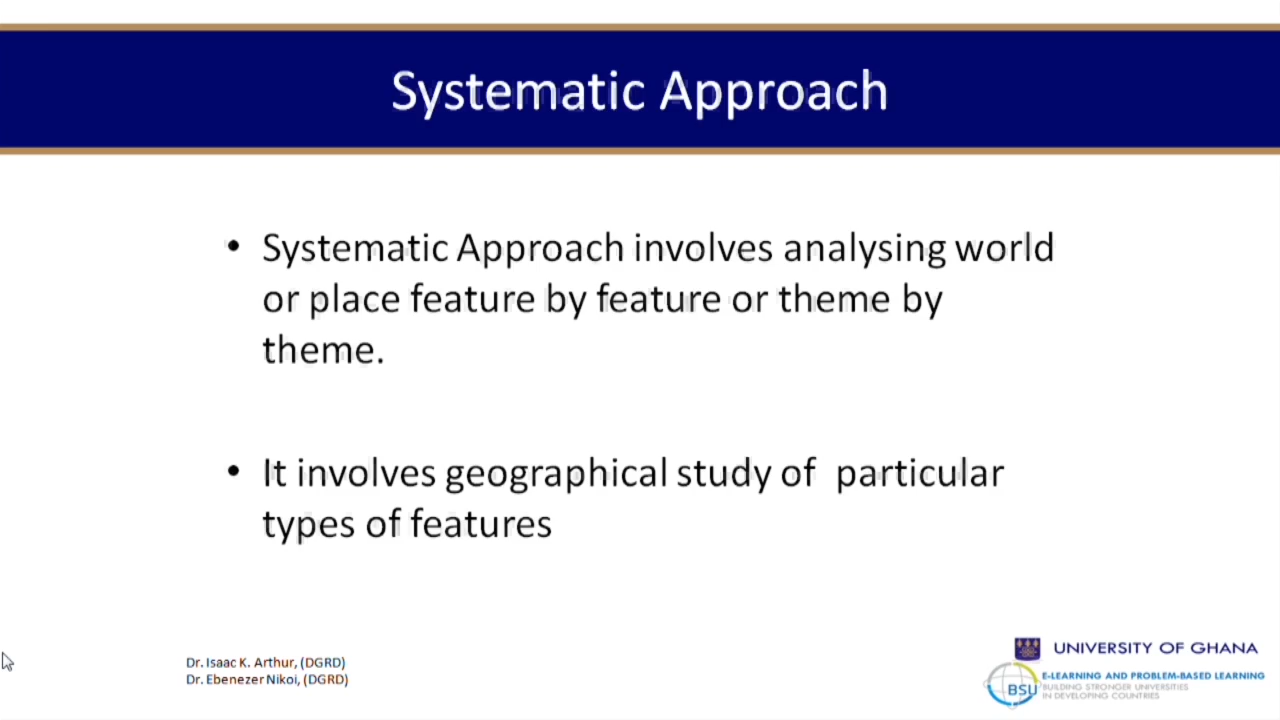 Systematic Approach
• Systematic Approach involves analysing world
or place feature by feature or theme by
theme.
• It involves geographical study of particular
types of features
Dr. Isaac K. Arthur, (DGRD)
Dr. Ebenezer Nikoi, (DGRD)
UNIVERSITY OF GHANA
BSU
E-LEARNING AND PROBLEM-BASED LEARNING
BUILDING STRONGER UNIVERSITIES
IN DEVELOPING COUNTRIES